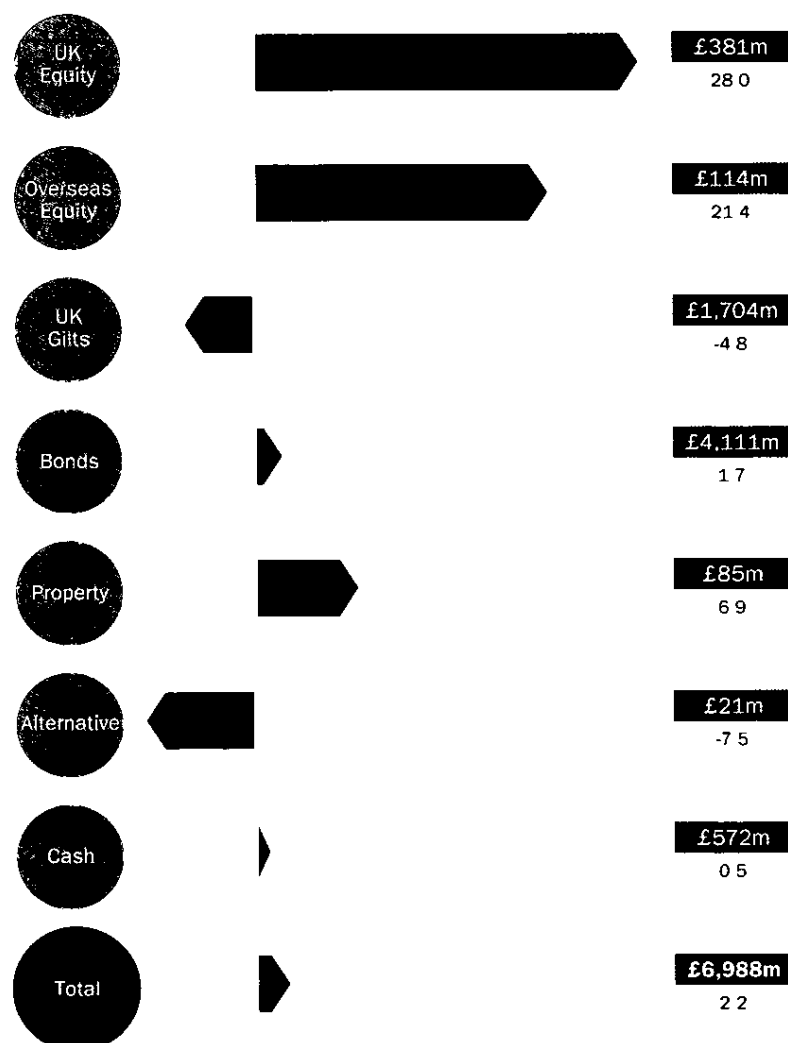 UK
Equity
£381m
28 0
Overseas
Equity
£114m
21 4
UK
Gilts
£1,704m
-4 8
Bonds
£4,111m
1 7
Property
£85m
6 9
Alternative
£21m
-7 5
Cash
£572m
0 5
Total
£6,988m
2 2